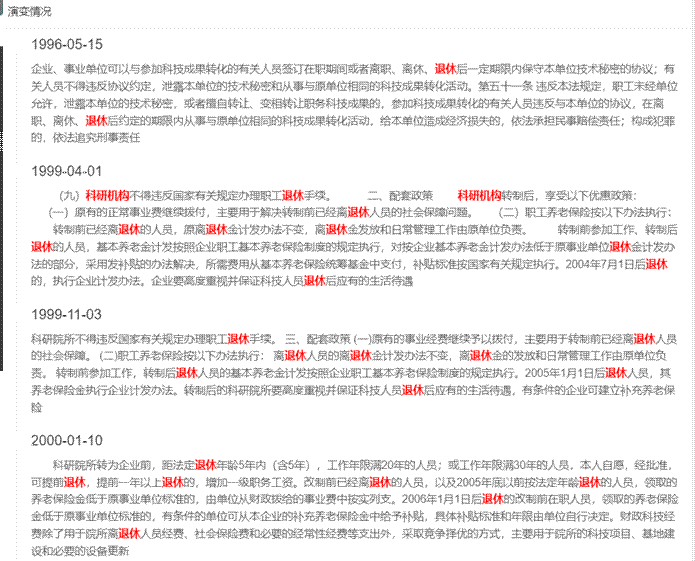 演变情况
1996-05-15
企业、事业单位可以与参加科技成果转化的有关人员签订在职期间或者离职、离休、退休后一定期限内保守本单位技术秘密的协议；有
关人员不得违反协议约定，泄露本单位的技术秘密和从事与原单位相同的科技成果转化活动。第五十一条 违反本法规定，职工未经单位
允许，泄露本单位的技术秘密，或者擅自转让、变相转让职务科技成果的，参加科技成果转化的有关人员违反与本单位的协议，在离
职、离休、退休后约定的期限内从事与原单位相同的科技成果转化活动，给本单位造成经济损失的，依法承担民事赔偿责任；构成犯罪
的，依法追究刑事责任
1999-04-01
（九）科研机构不得违反国家有关规定办理职工退休手续。 二、配套政策 科研机构转制后，享受以下优惠政策：
（一）原有的正常事业费继续拨付，主要用于解决转制前已经离退休人员的社会保障问题。 （二）职工养老保险按以下办法执行：
转制前已经离退休的人员，原离退休金计发办法不变，离退休金发放和日常管理工作由原单位负责。 转制前参加工作、转制后
退休的人员，基本养老金计发按照企业职工基本养老保险制度的规定执行，对按企业基本养老金计发办法低于原事业单位退休金计发办
法的部分，采用发补贴的办法解决，所需费用从基本养老保险统筹基金中支付，补贴标准按国家有关规定执行。2004年7月1日后退休
的，执行企业计发办法。企业要高度重视并保证科技人员退休后应有的生活待遇
1999-11-03
科研院所不得违反国家有关规定办理职工退休手续。 三、配套政策 (一)原有的事业经费继续予以拨付，主要用于转制前已经离退休人员
的社会保障。 (二)职工养老保险按以下办法执行： 离退休人员的离退休金计发办法不变，离退休金的发放和日常管理工作由原单位负
责。 转制前参加工作，转制后退休人员的基本养老金计发按照企业职工基本养老保险制度的规定执行。2005年1月1日后退休人员，其
养老保险金执行企业计发办法。转制后的科研院所要高度重视并保证科技人员退休后应有的生活待遇，有条件的企业可建立补充养老保
险
2000-01-10
科研院所转为企业前，距法定退休年龄5年内（含5年），工作年限满20年的人员；或工作年限满30年的人员，本人自愿，经批准，
可提前退休，提前一年以上退休的，增加一级职务工资。改制前已经离退休的人员，以及2005年底以前按法定年龄退休的人员，领取的
养老保险金低于原事业单位标准的，由单位从财政拨给的事业费中按实列支。2006年1月1日后退休的改制前在职人员，领取的养老保险
金低于原事业单位标准的，有条件的单位可从本企业的补充养老保险金中给予补贴，具体补贴标准和年限由单位自行决定。财政科技经
费除了用于院所离退休人员经费、社会保险费和必要的经常性经费等支出外，采取竞争择优的方式，主要用于院所的科技项目、基地建
设和必要的设备更新